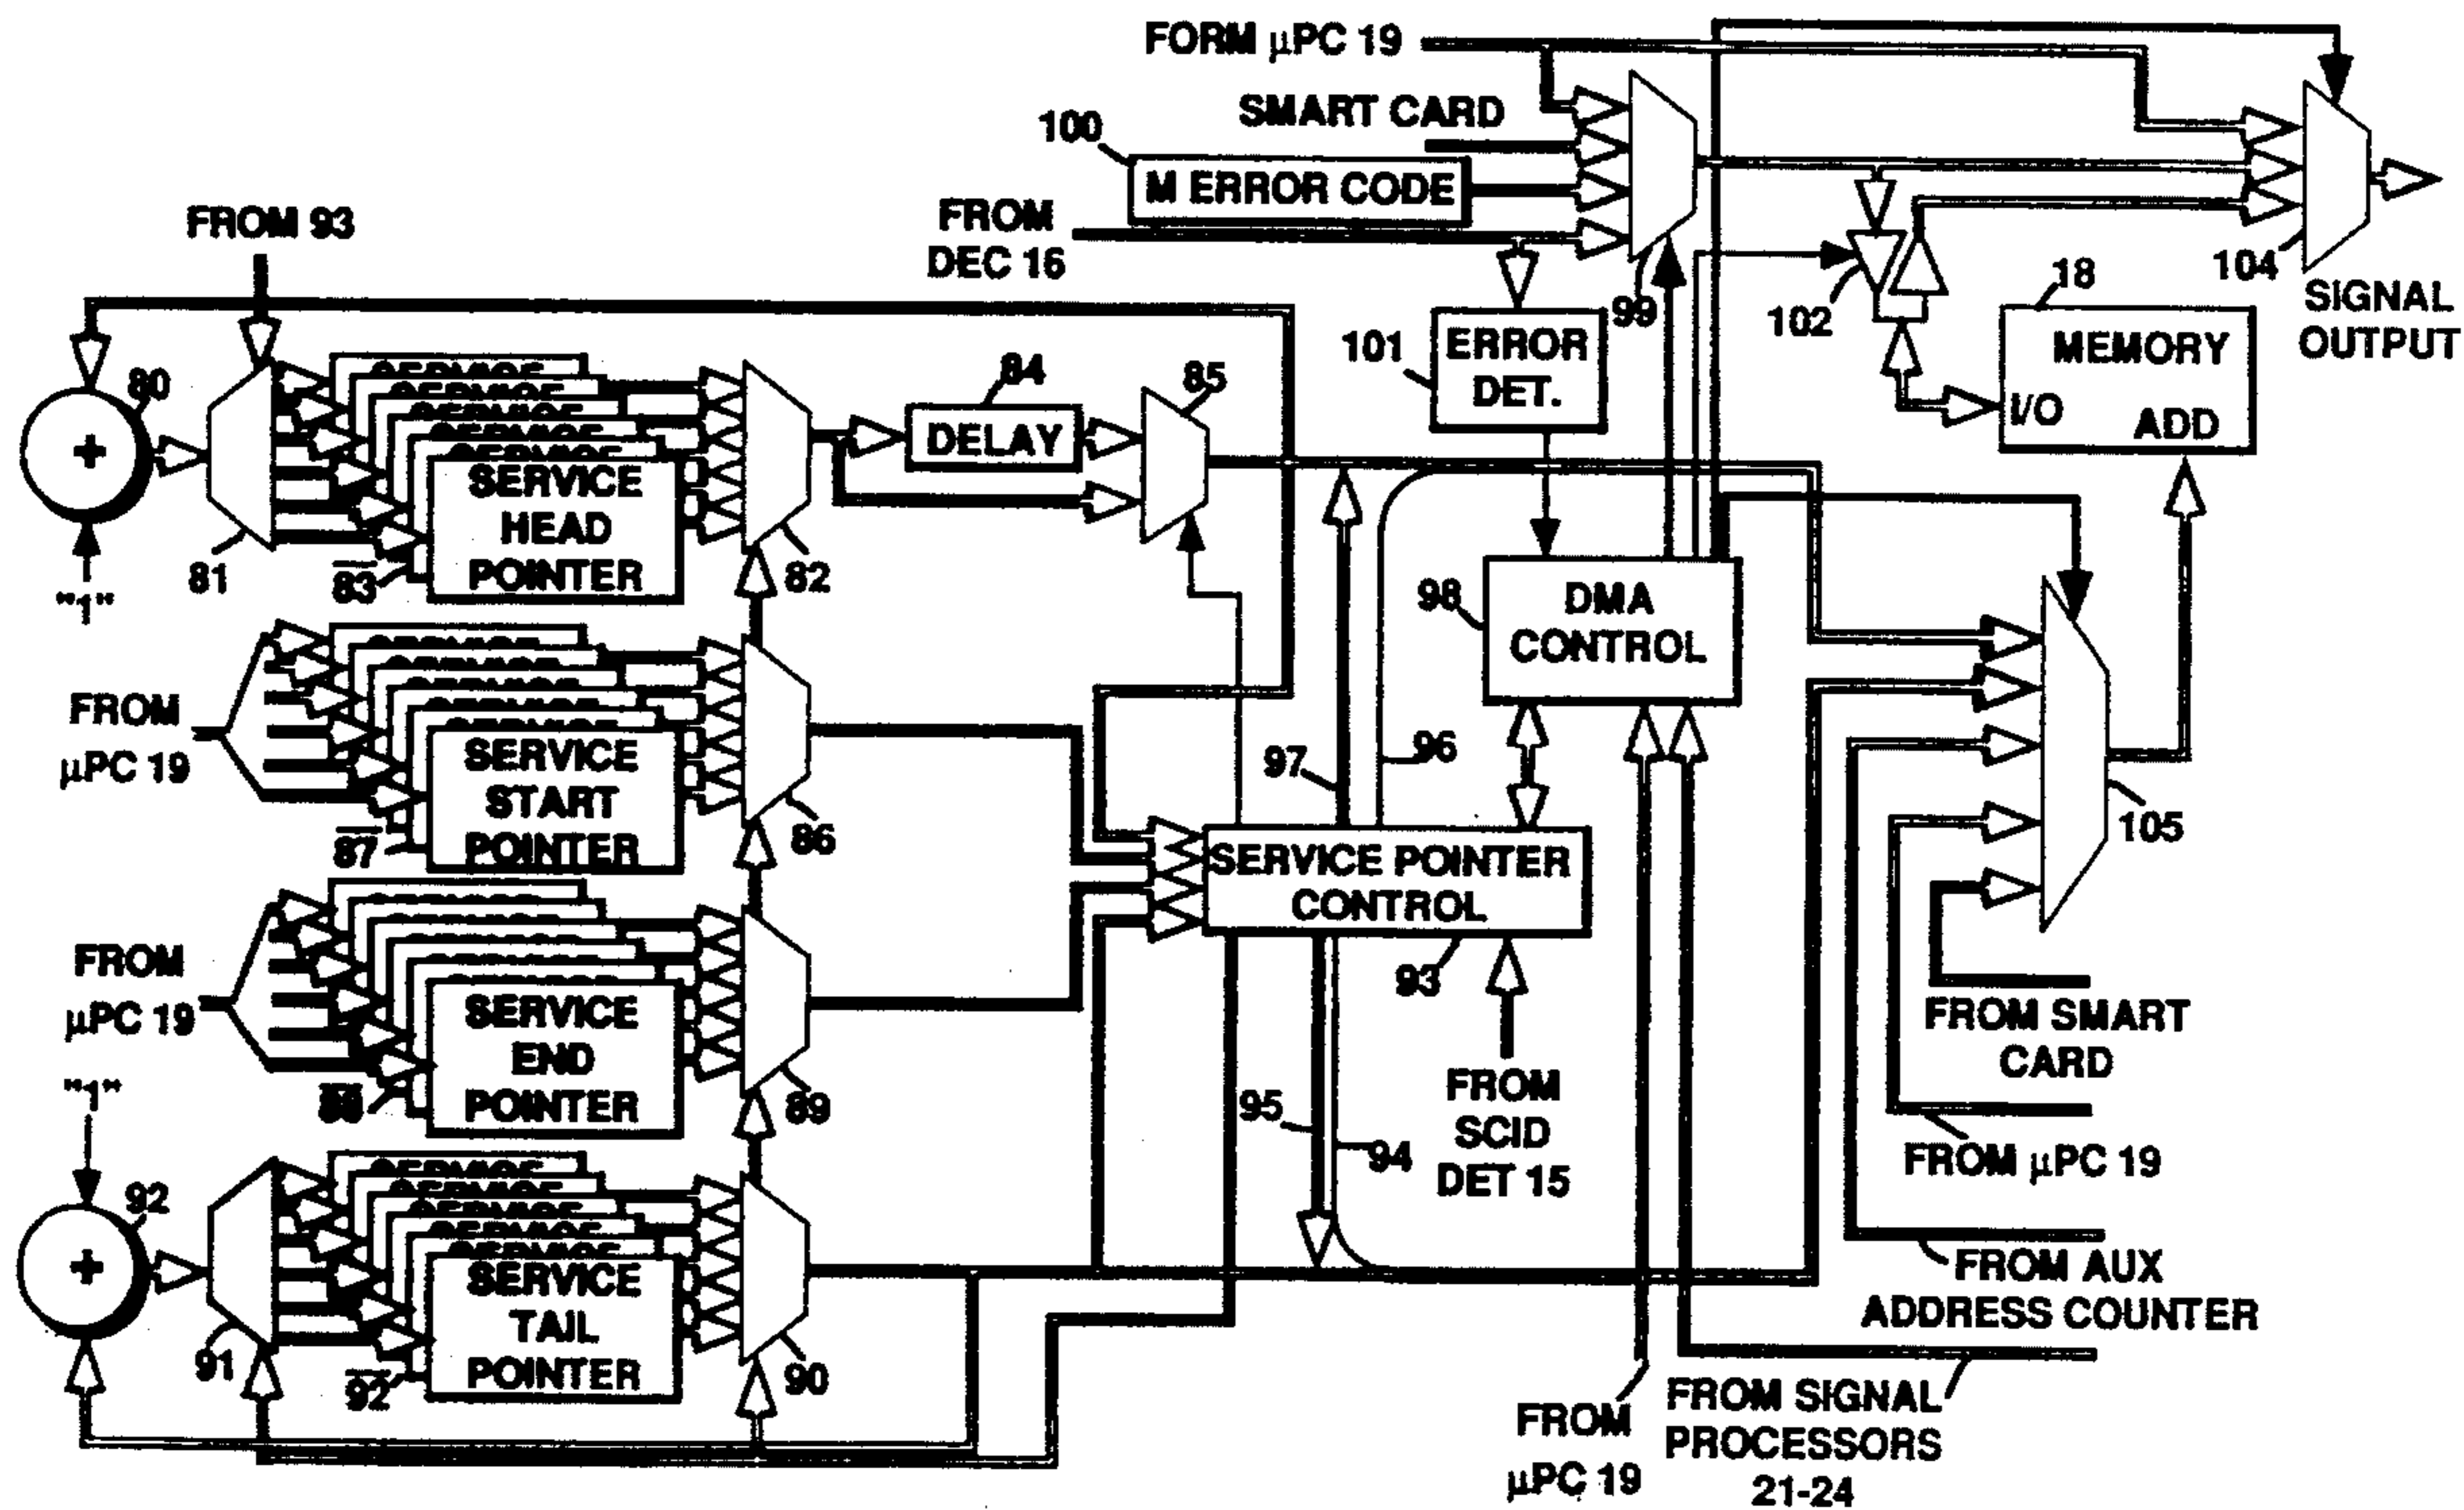 FORM μPC 19
SMART CARD
100
M ERROR CODE
FROM
DEC 16
FROM 93
99
102
18
104
SIGNAL
OUTPUT
MEMORY
I/O
ADD
101
ERROR
DET.
80
+
"1"
81
83
SERVICE
HEAD
POINTER
82
84
DELAY
85
98
DMA
CONTROL
FROM
μPC 19
87
SERVICE
START
POINTER
86
97
96
105
SERVICE POINTER
CONTROL
93
FROM
μPC 19
SERVICE
END
POINTER
89
95
94
FROM
SCID
DET 15
FROM SMART
CARD
FROM μPC 19
FROM AUX
ADDRESS COUNTER
"1"
92
+
91
92
SERVICE
TAIL
POINTER
90
FROM
μPC 19
FROM SIGNAL
PROCESSORS
21-24